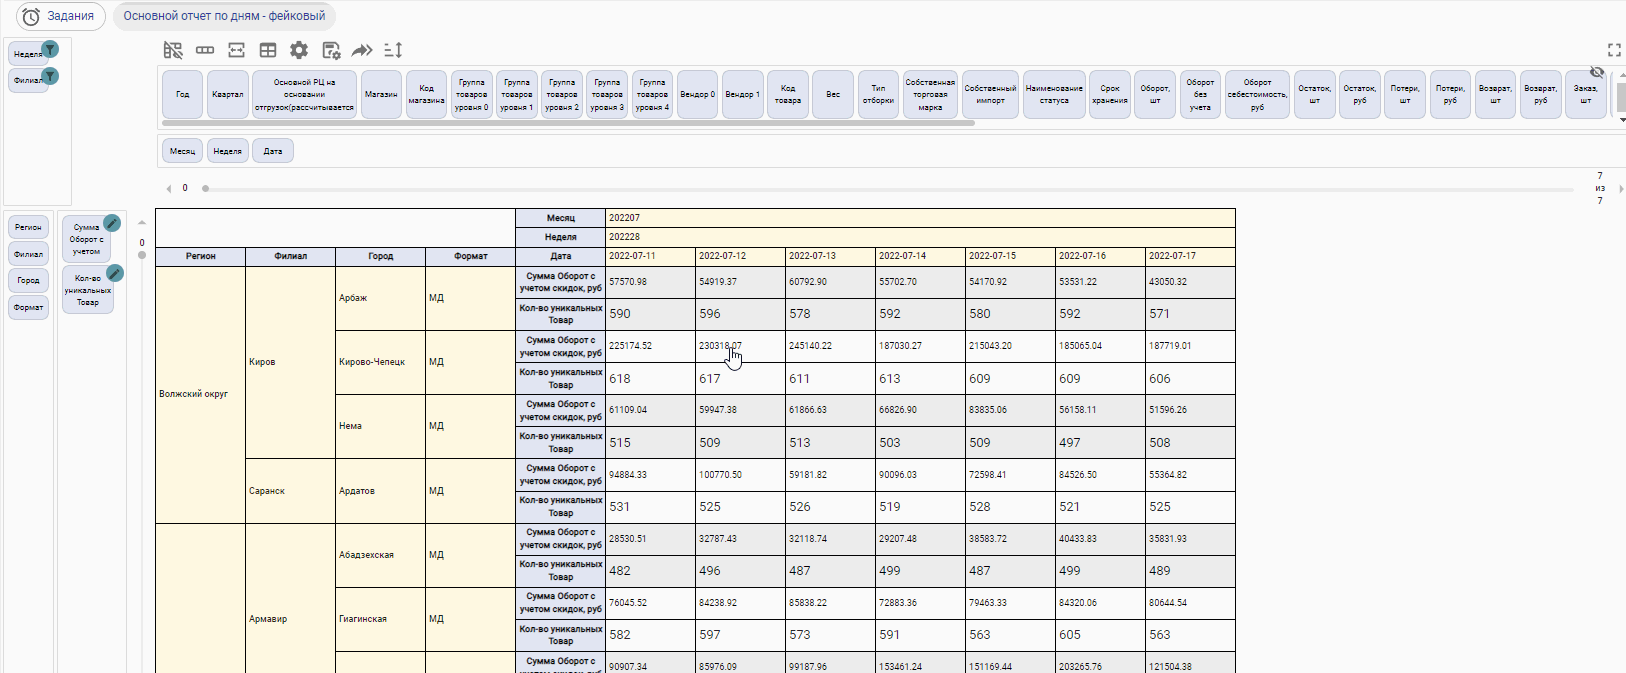 Задания
Основной отчет по дням - фейковый
Неделя
Филиал
Год
Квартал
Основной РЦ на
основании
отгрузок(рассчитывается
Магазин
Код
магазина
Группа
товаров
уровня 0
Группа
товаров
уровня 1
Группа
товаров
уровня 2
Группа
товаров
уровня 3
Группа
товаров
уровня 4
Вендор 0
Вендор 1
Код
товара
Вес
Тип
отборки
Собственная
торговая
марка
Собственный
импорт
Наименование
статуса
Срок
хранения
Оборот,
шт
Оборот
без
учета
Оборот
себестоимость,
руб
Остаток,
шт
Остаток,
руб
Потери,
шт
Потери,
руб
Возврат,
шт
Возврат,
руб
Заказ,
шт
Месяц
Неделя
Дата
0
7
из
7
Регион
Филиал
Город
Формат
Сумма
Оборот с
учетом
Кол-во
уникальных
Товар
0
Месяц 202207
Неделя 202228
Регион Филиал Город Формат Дата 2022-07-11 2022-07-12 2022-07-13 2022-07-14 2022-07-15 2022-07-16 2022-07-17
Волжский округ
Киров
Арбаж МД
Сумма Оборот с
учетом скидок, руб
57570.98 54919.37 60792.90 55702.70 54170.92 53531.22 43050.32
Кол-во уникальных
Товар
590 596 578 592 580 592 571
Кирово-Чепецк МД
Сумма Оборот с
учетом скидок, руб
225174.52 230318.07 245140.22 187030.27 215043.20 185065.04 187719.01
Кол-во уникальных
Товар
618 617 611 613 609 609 606
Нема МД
Сумма Оборот с
учетом скидок, руб
61109.04 59947.38 61866.63 66826.90 83835.06 56158.11 51596.26
Кол-во уникальных
Товар
515 509 513 503 509 497 508
Саранск
Ардатов МД
Сумма Оборот с
учетом скидок, руб
94884.33 100770.50 59181.82 90096.03 72598.41 84526.50 55364.82
Кол-во уникальных
Товар
531 525 526 519 528 521 525
Армавир
Абадзехская МД
Сумма Оборот с
учетом скидок, руб
28530.51 32787.43 32118.74 29207.48 38583.72 40433.83 35831.93
Кол-во уникальных
Товар
482 496 487 499 487 499 489
Гиагинская МД
Сумма Оборот с
учетом скидок, руб
76045.52 84238.92 85838.22 72883.36 79463.33 84320.06 80644.54
Кол-во уникальных
Товар
582 597 573 591 563 605 563
Сумма Оборот с
90907.34 85976.09 99187.96 153461.24 151169.44 203265.76 121504.38